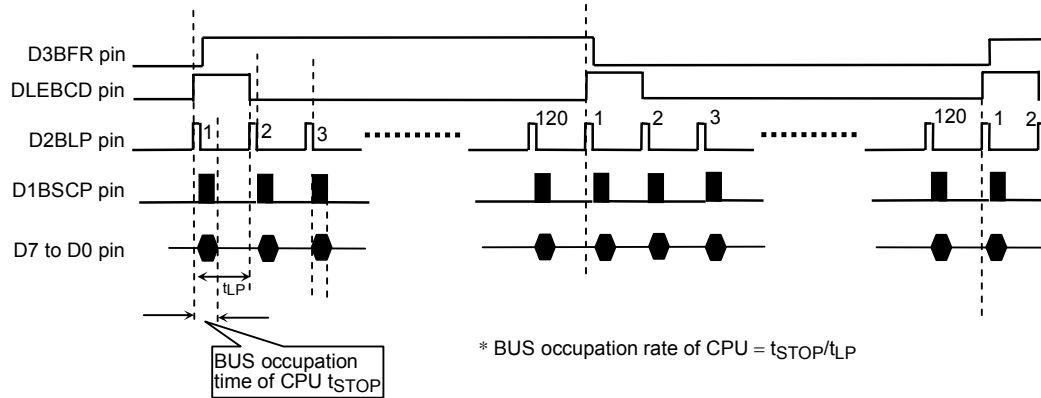 D3BFR pin
DLEBCD pin
D2BLP pin
1 2 3 120 1 2 3 120 1 2
D1BSCP pin
D7 to D0 pin
tLP
BUS occupation
time of CPU tSTOP
* BUS occupation rate of CPU = tSTOP/tLP